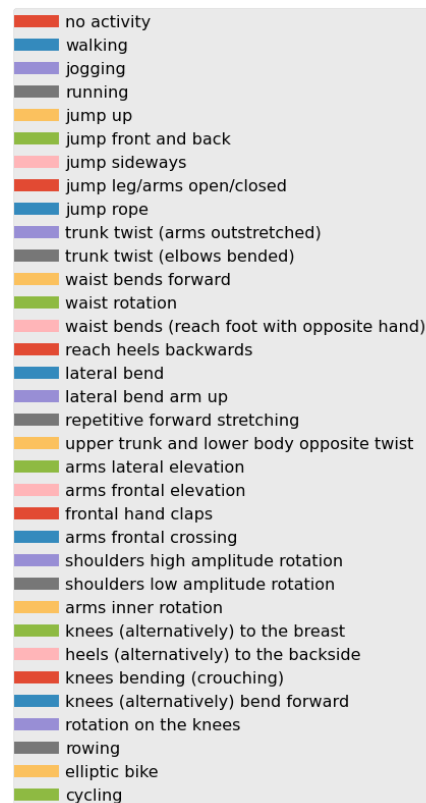 no activity
walking
jogging
running
jump up
jump front and back
jump sideways
jump leg/arms open/closed
jump rope
trunk twist (arms outstretched)
trunk twist (elbows bended)
waist bends forward
waist rotation
waist bends (reach foot with opposite hand)
reach heels backwards
lateral bend
lateral bend arm up
repetitive forward stretching
upper trunk and lower body opposite twist
arms lateral elevation
arms frontal elevation
frontal hand claps
arms frontal crossing
shoulders high amplitude rotation
shoulders low amplitude rotation
arms inner rotation
knees (alternatively) to the breast
heels (alternatively) to the backside
knees bending (crouching)
knees (alternatively) bend forward
rotation on the knees
rowing
elliptic bike
cycling